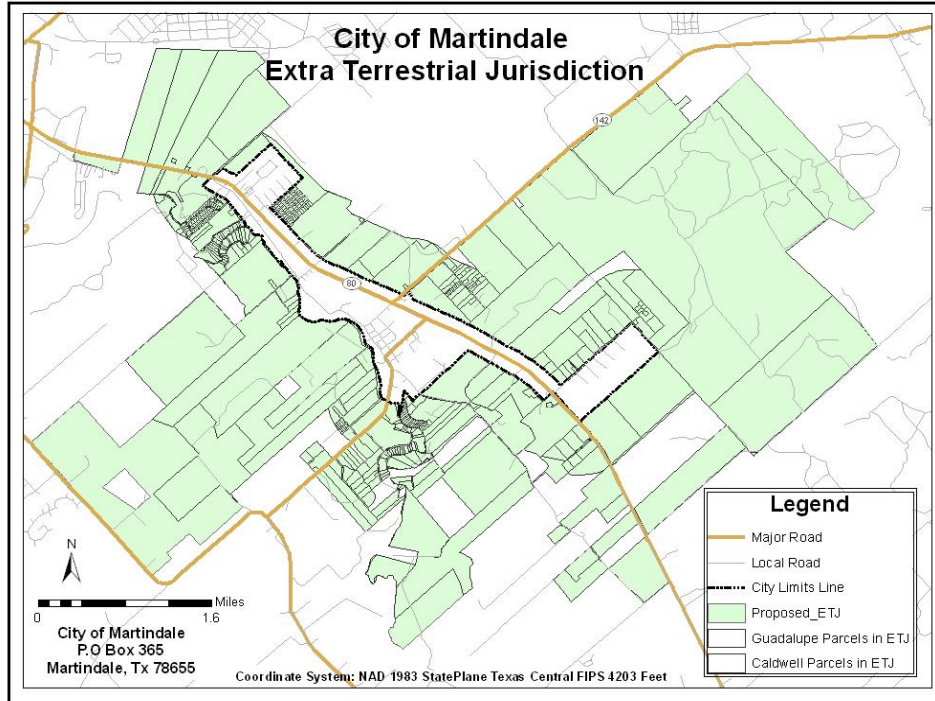 City of Martindale
Extra Terrestrial Jurisdiction
142
80
Legend
Major Road
Local Road
City Limits Line
Proposed_ETJ
Guadalupe Parcels in ETJ
Caldwell Parcels in ETJ
N
Miles
0 1.6
City of Martindale
P.O Box 365
Martindale, Tx 78655
Coordinate System: NAD 1983 StatePlane Texas Central FIPS 4203 Feet